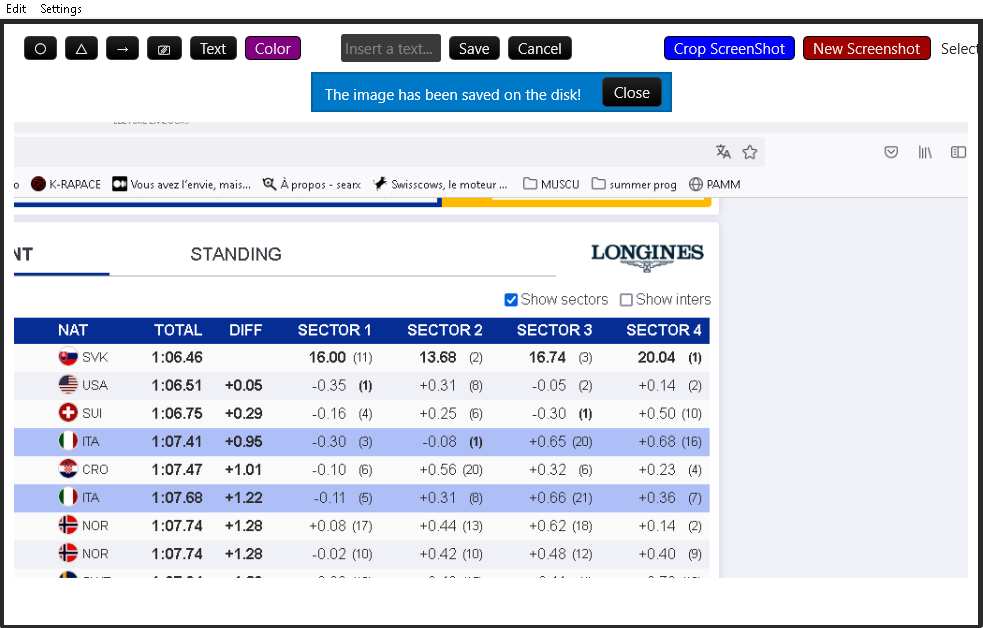 Edit Settings
Text Color Insert a text... Save Cancel Crop ScreenShot New Screenshot Select
The image has been saved on the disk! Close
K-RAPACE Vous avez l'envie, mais... À propos - searx Swisscows, le moteur ... MUSCU summer prog PAMM
NT STANDING LONGINES
Show sectors Show inters
NAT TOTAL DIFF SECTOR 1 SECTOR 2 SECTOR 3 SECTOR 4
SVK 1:06.46 16.00 (11) 13.68 (2) 16.74 (3) 20.04 (1)
USA 1:06.51 +0.05 -0.35 (1) +0.31 (8) -0.05 (2) +0.14 (2)
SUI 1:06.75 +0.29 -0.16 (4) +0.25 (6) -0.30 (1) +0.50 (10)
ITA 1:07.41 +0.95 -0.30 (3) -0.08 (1) +0.65 (20) +0.68 (16)
CRO 1:07.47 +1.01 -0.10 (6) +0.56 (20) +0.32 (6) +0.23 (4)
ITA 1:07.68 +1.22 -0.11 (5) +0.31 (8) +0.66 (21) +0.36 (7)
NOR 1:07.74 +1.28 +0.08 (17) +0.44 (13) +0.62 (18) +0.14 (2)
NOR 1:07.74 +1.28 -0.02 (10) +0.42 (10) +0.48 (12) +0.40 (9)